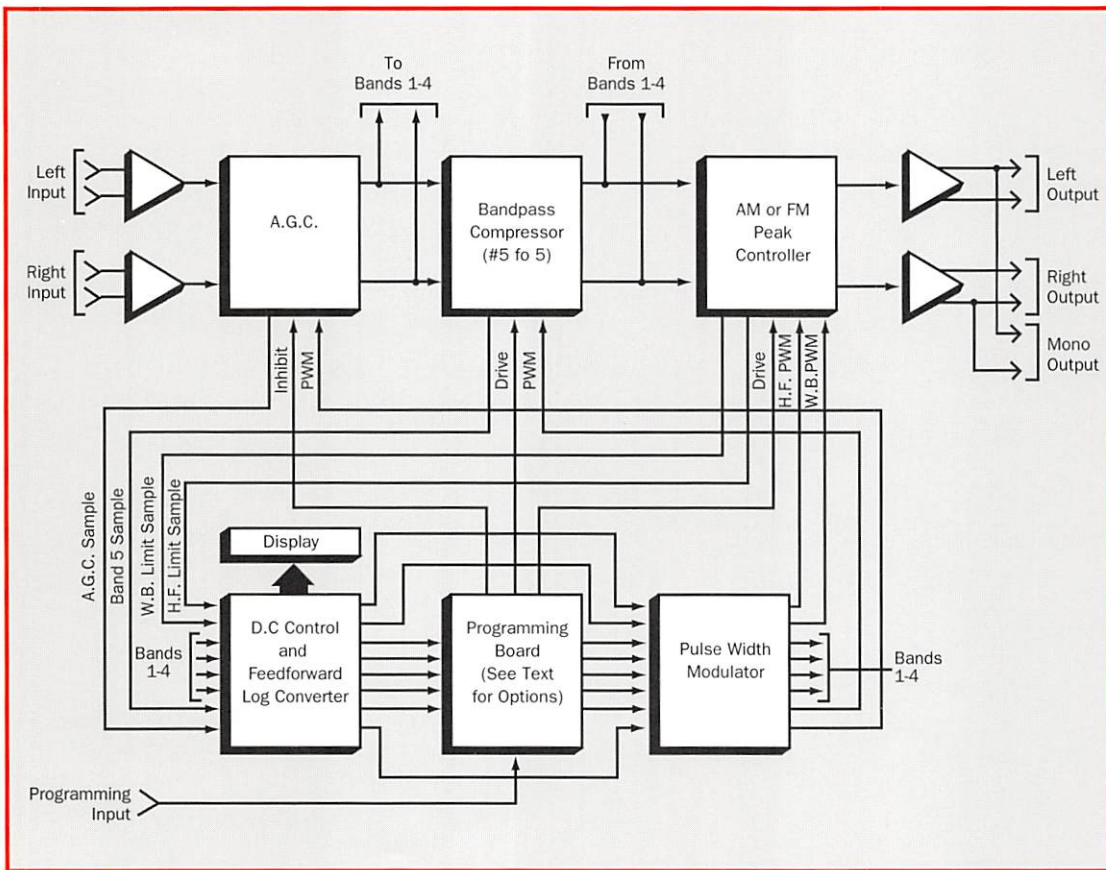 To
Bands 1-4
From
Bands 1-4
Left
Input
Right
Input
A.G.C.
Bandpass
Compressor
(#5 fo 5)
AM or FM
Peak
Controller
Left
Output
Right
Output
Mono
Output
Inhibit
PWM
Drive
PWM
Drive
H.F. PWM
W.B.PWM
A.G.C. Sample
Band 5 Sample
W.B. Limit Sample
H.F. Limit Sample
Display
D.C Control
and
Feedforward
Log Converter
Bands
1-4
Programming
Board
(See Text
for Options)
Pulse Width
Modulator
Bands
1-4
Programming
Input